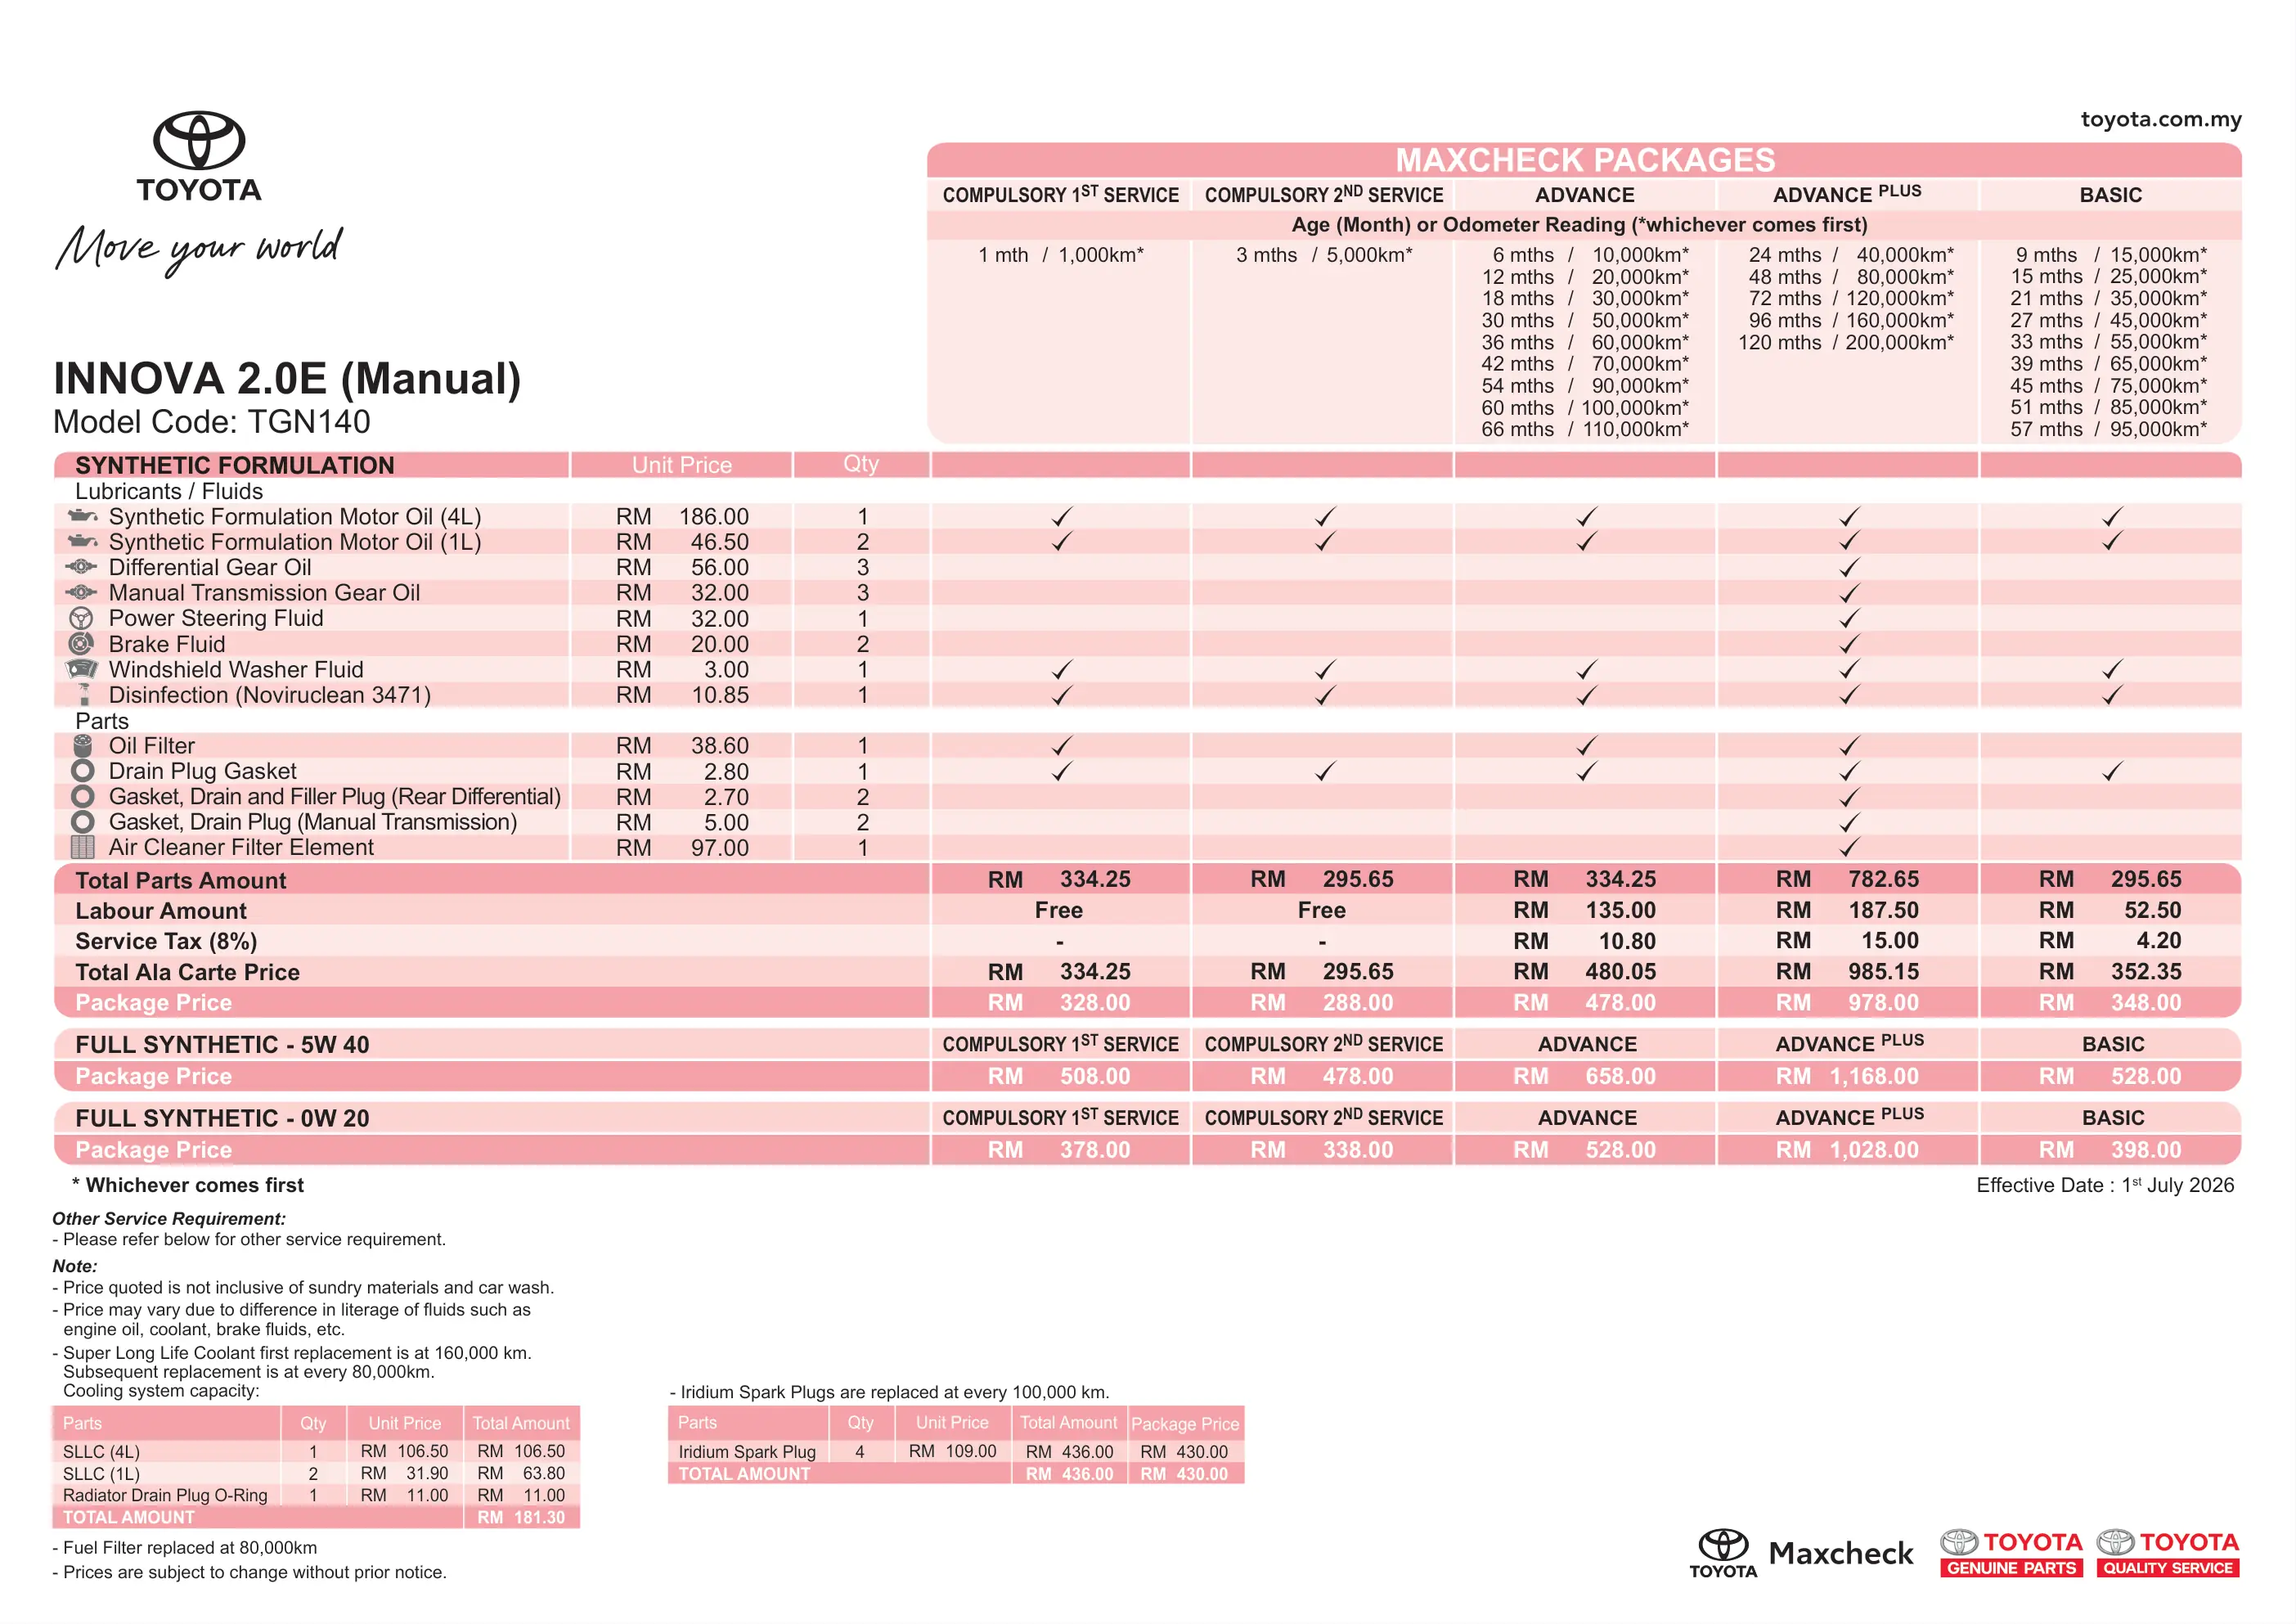 toyota.com.my
TOYOTA
Move your world
MAXCHECK PACKAGES
COMPULSORY 1ST SERVICE COMPULSORY 2ND SERVICE ADVANCE ADVANCE PLUS BASIC
Age (Month) or Odometer Reading (*whichever comes first)
1 mth / 1,000km* 3 mths / 5,000km* 6 mths / 10,000km* 24 mths / 40,000km* 9 mths / 15,000km*
12 mths / 20,000km* 48 mths / 80,000km* 15 mths / 25,000km*
18 mths / 30,000km* 72 mths / 120,000km* 21 mths / 35,000km*
30 mths / 50,000km* 96 mths / 160,000km* 27 mths / 45,000km*
36 mths / 60,000km* 120 mths / 200,000km* 33 mths / 55,000km*
42 mths / 70,000km* 39 mths / 65,000km*
54 mths / 90,000km* 45 mths / 75,000km*
60 mths / 100,000km* 51 mths / 85,000km*
66 mths / 110,000km* 57 mths / 95,000km*
INNOVA 2.0E (Manual)
Model Code: TGN140
SYNTHETIC FORMULATION Unit Price Qty
Lubricants / Fluids
Synthetic Formulation Motor Oil (4L) RM 186.00 1 ✓ ✓ ✓ ✓ ✓
Synthetic Formulation Motor Oil (1L) RM 46.50 2 ✓ ✓ ✓ ✓ ✓
Differential Gear Oil RM 56.00 3 ✓
Manual Transmission Gear Oil RM 32.00 3 ✓
Power Steering Fluid RM 32.00 1 ✓
Brake Fluid RM 20.00 2 ✓
Windshield Washer Fluid RM 3.00 1 ✓ ✓ ✓ ✓ ✓
Disinfection (Noviruclean 3471) RM 10.85 1 ✓ ✓ ✓ ✓ ✓
Parts
Oil Filter RM 38.60 1 ✓ ✓ ✓
Drain Plug Gasket RM 2.80 1 ✓ ✓ ✓ ✓ ✓
Gasket, Drain and Filler Plug (Rear Differential) RM 2.70 2 ✓
Gasket, Drain Plug (Manual Transmission) RM 5.00 2 ✓
Air Cleaner Filter Element RM 97.00 1 ✓
Total Parts Amount RM 334.25 RM 295.65 RM 334.25 RM 782.65 RM 295.65
Labour Amount Free Free RM 135.00 RM 187.50 RM 52.50
Service Tax (8%) - - RM 10.80 RM 15.00 RM 4.20
Total Ala Carte Price RM 334.25 RM 295.65 RM 480.05 RM 985.15 RM 352.35
Package Price RM 328.00 RM 288.00 RM 478.00 RM 978.00 RM 348.00
FULL SYNTHETIC - 5W 40 COMPULSORY 1ST SERVICE COMPULSORY 2ND SERVICE ADVANCE ADVANCE PLUS BASIC
Package Price RM 508.00 RM 478.00 RM 658.00 RM 1,168.00 RM 528.00
FULL SYNTHETIC - 0W 20 COMPULSORY 1ST SERVICE COMPULSORY 2ND SERVICE ADVANCE ADVANCE PLUS BASIC
Package Price RM 378.00 RM 338.00 RM 528.00 RM 1,028.00 RM 398.00
* Whichever comes first Effective Date : 1st July 2026
Other Service Requirement:
- Please refer below for other service requirement.
Note:
- Price quoted is not inclusive of sundry materials and car wash.
- Price may vary due to difference in literage of fluids such as
engine oil, coolant, brake fluids, etc.
- Super Long Life Coolant first replacement is at 160,000 km.
Subsequent replacement is at every 80,000km.
Cooling system capacity:
Parts Qty Unit Price Total Amount
SLLC (4L) 1 RM 106.50 RM 106.50
SLLC (1L) 2 RM 31.90 RM 63.80
Radiator Drain Plug O-Ring 1 RM 11.00 RM 11.00
TOTAL AMOUNT RM 181.30
- Fuel Filter replaced at 80,000km
- Prices are subject to change without prior notice.
- Iridium Spark Plugs are replaced at every 100,000 km.
Parts Qty Unit Price Total Amount Package Price
Iridium Spark Plug 4 RM 109.00 RM 436.00 RM 430.00
TOTAL AMOUNT RM 436.00 RM 430.00
TOYOTA Maxcheck
TOYOTA GENUINE PARTS
TOYOTA QUALITY SERVICE